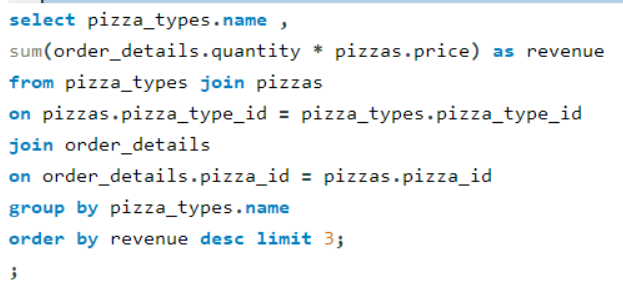 select pizza_types.name ,
sum(order_details.quantity * pizzas.price) as revenue
from pizza_types join pizzas
on pizzas.pizza_type_id = pizza_types.pizza_type_id
join order_details
on order_details.pizza_id = pizzas.pizza_id
group by pizza_types.name
order by revenue desc limit 3;
;